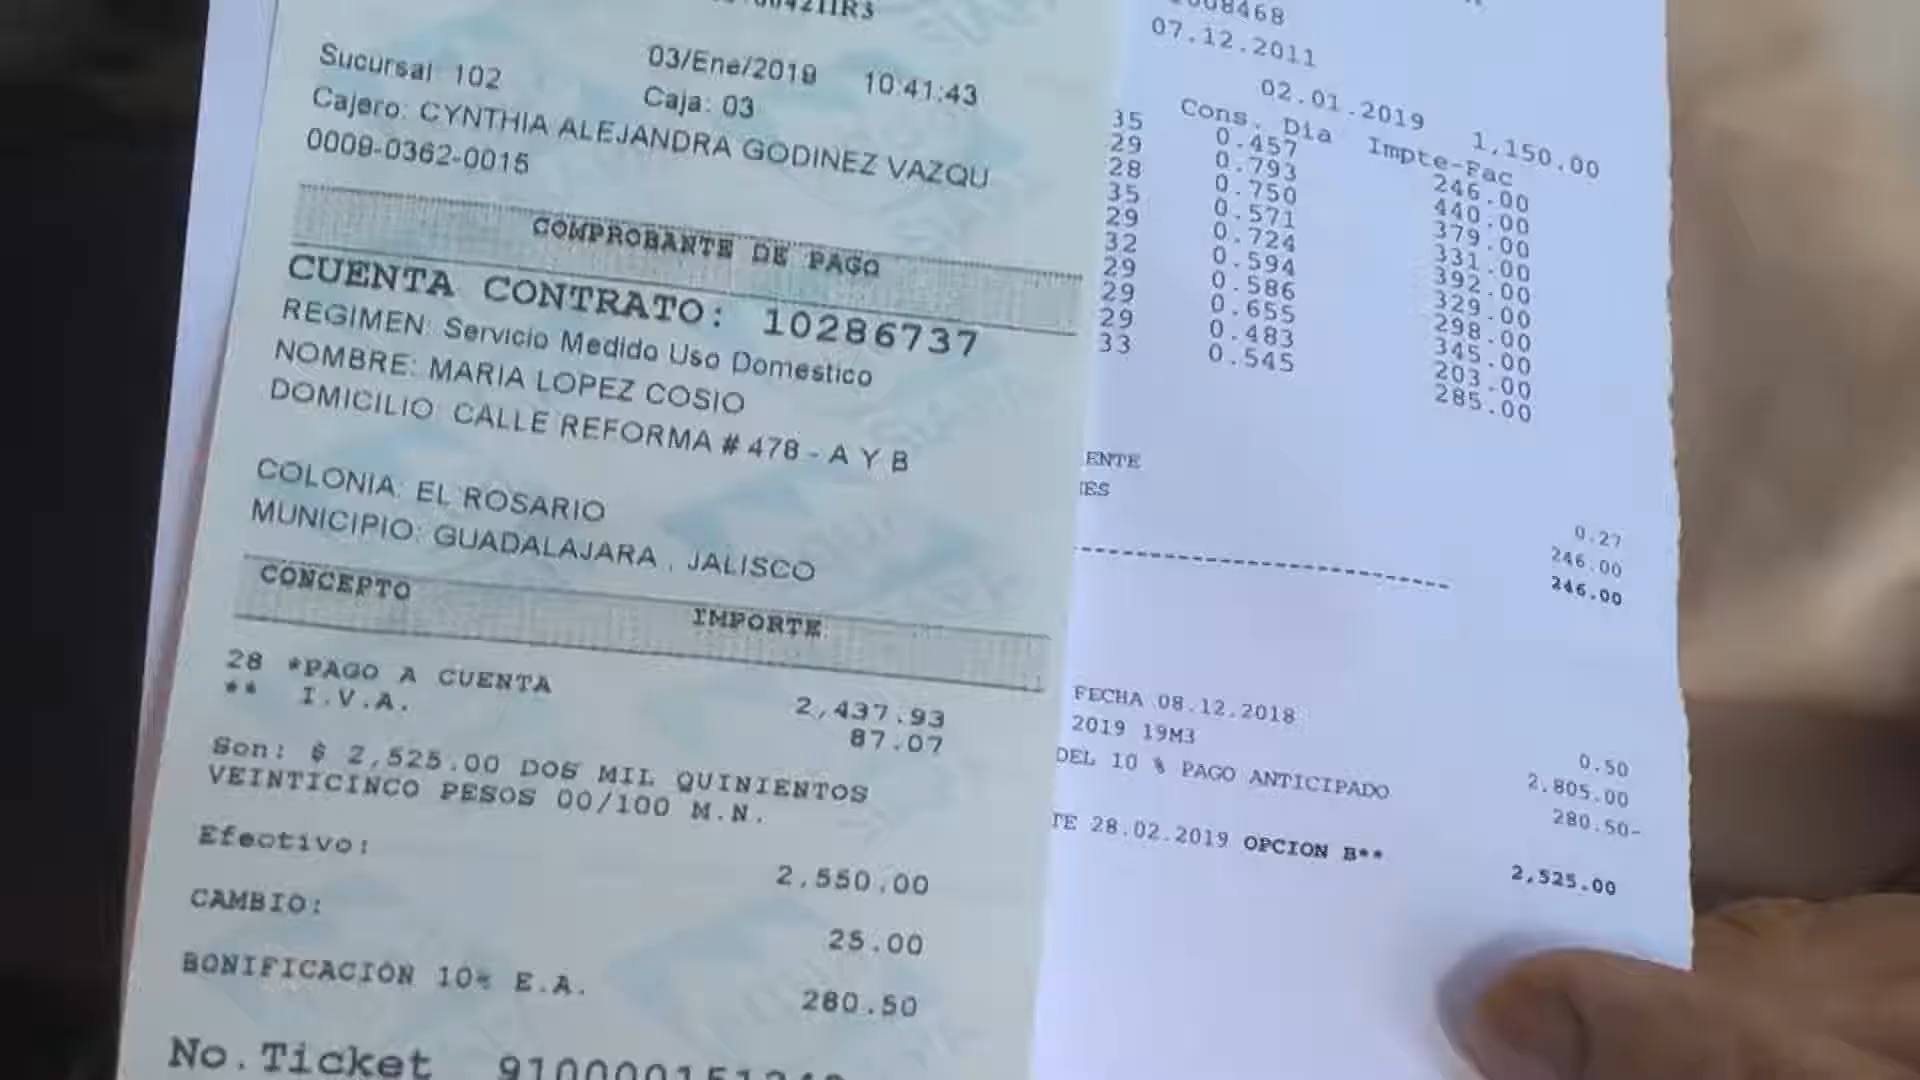 Sucursal 102 03/Ene/2019 10:41:43
Caja: 03
Cajero: CYNTHIA ALEJANDRA GODINEZ VAZQU
0009-0362-0015
COMPROBANTE DE PAGO
CUENTA CONTRATO: 10286737
REGIMEN: Servicio Medido Uso Domestico
NOMBRE: MARIA LOPEZ COSIO
DOMICILIO: CALLE REFORMA # 478 - A Y B
COLONIA: EL ROSARIO
MUNICIPIO: GUADALAJARA , JALISCO
CONCEPTO IMPORTE
28 *PAGO A CUENTA 2,437.93
** I.V.A. 87.07
Son: $ 2,525.00 DOS MIL QUINIENTOS
VEINTICINCO PESOS 00/100 M.N.
Efectivo: 2,550.00
CAMBIO: 25.00
BONIFICACION 10% E.A. 280.50
No.Ticket
07.12.2011
02.01.2019 1,150.00
Cons. Dia Impte-Fac
35 0.457 246.00
29 0.793 440.00
28 0.750 379.00
35 0.571 331.00
29 0.724 392.00
32 0.594 329.00
29 0.586 298.00
29 0.655 345.00
29 0.483 203.00
33 0.545 285.00
ENTE
0.27
246.00
246.00
FECHA 08.12.2018
2019 19M3 0.50
2.805.00
DEL 10 % PAGO ANTICIPADO 280.50-
TE 28.02.2019 OPCION B** 2,525.00